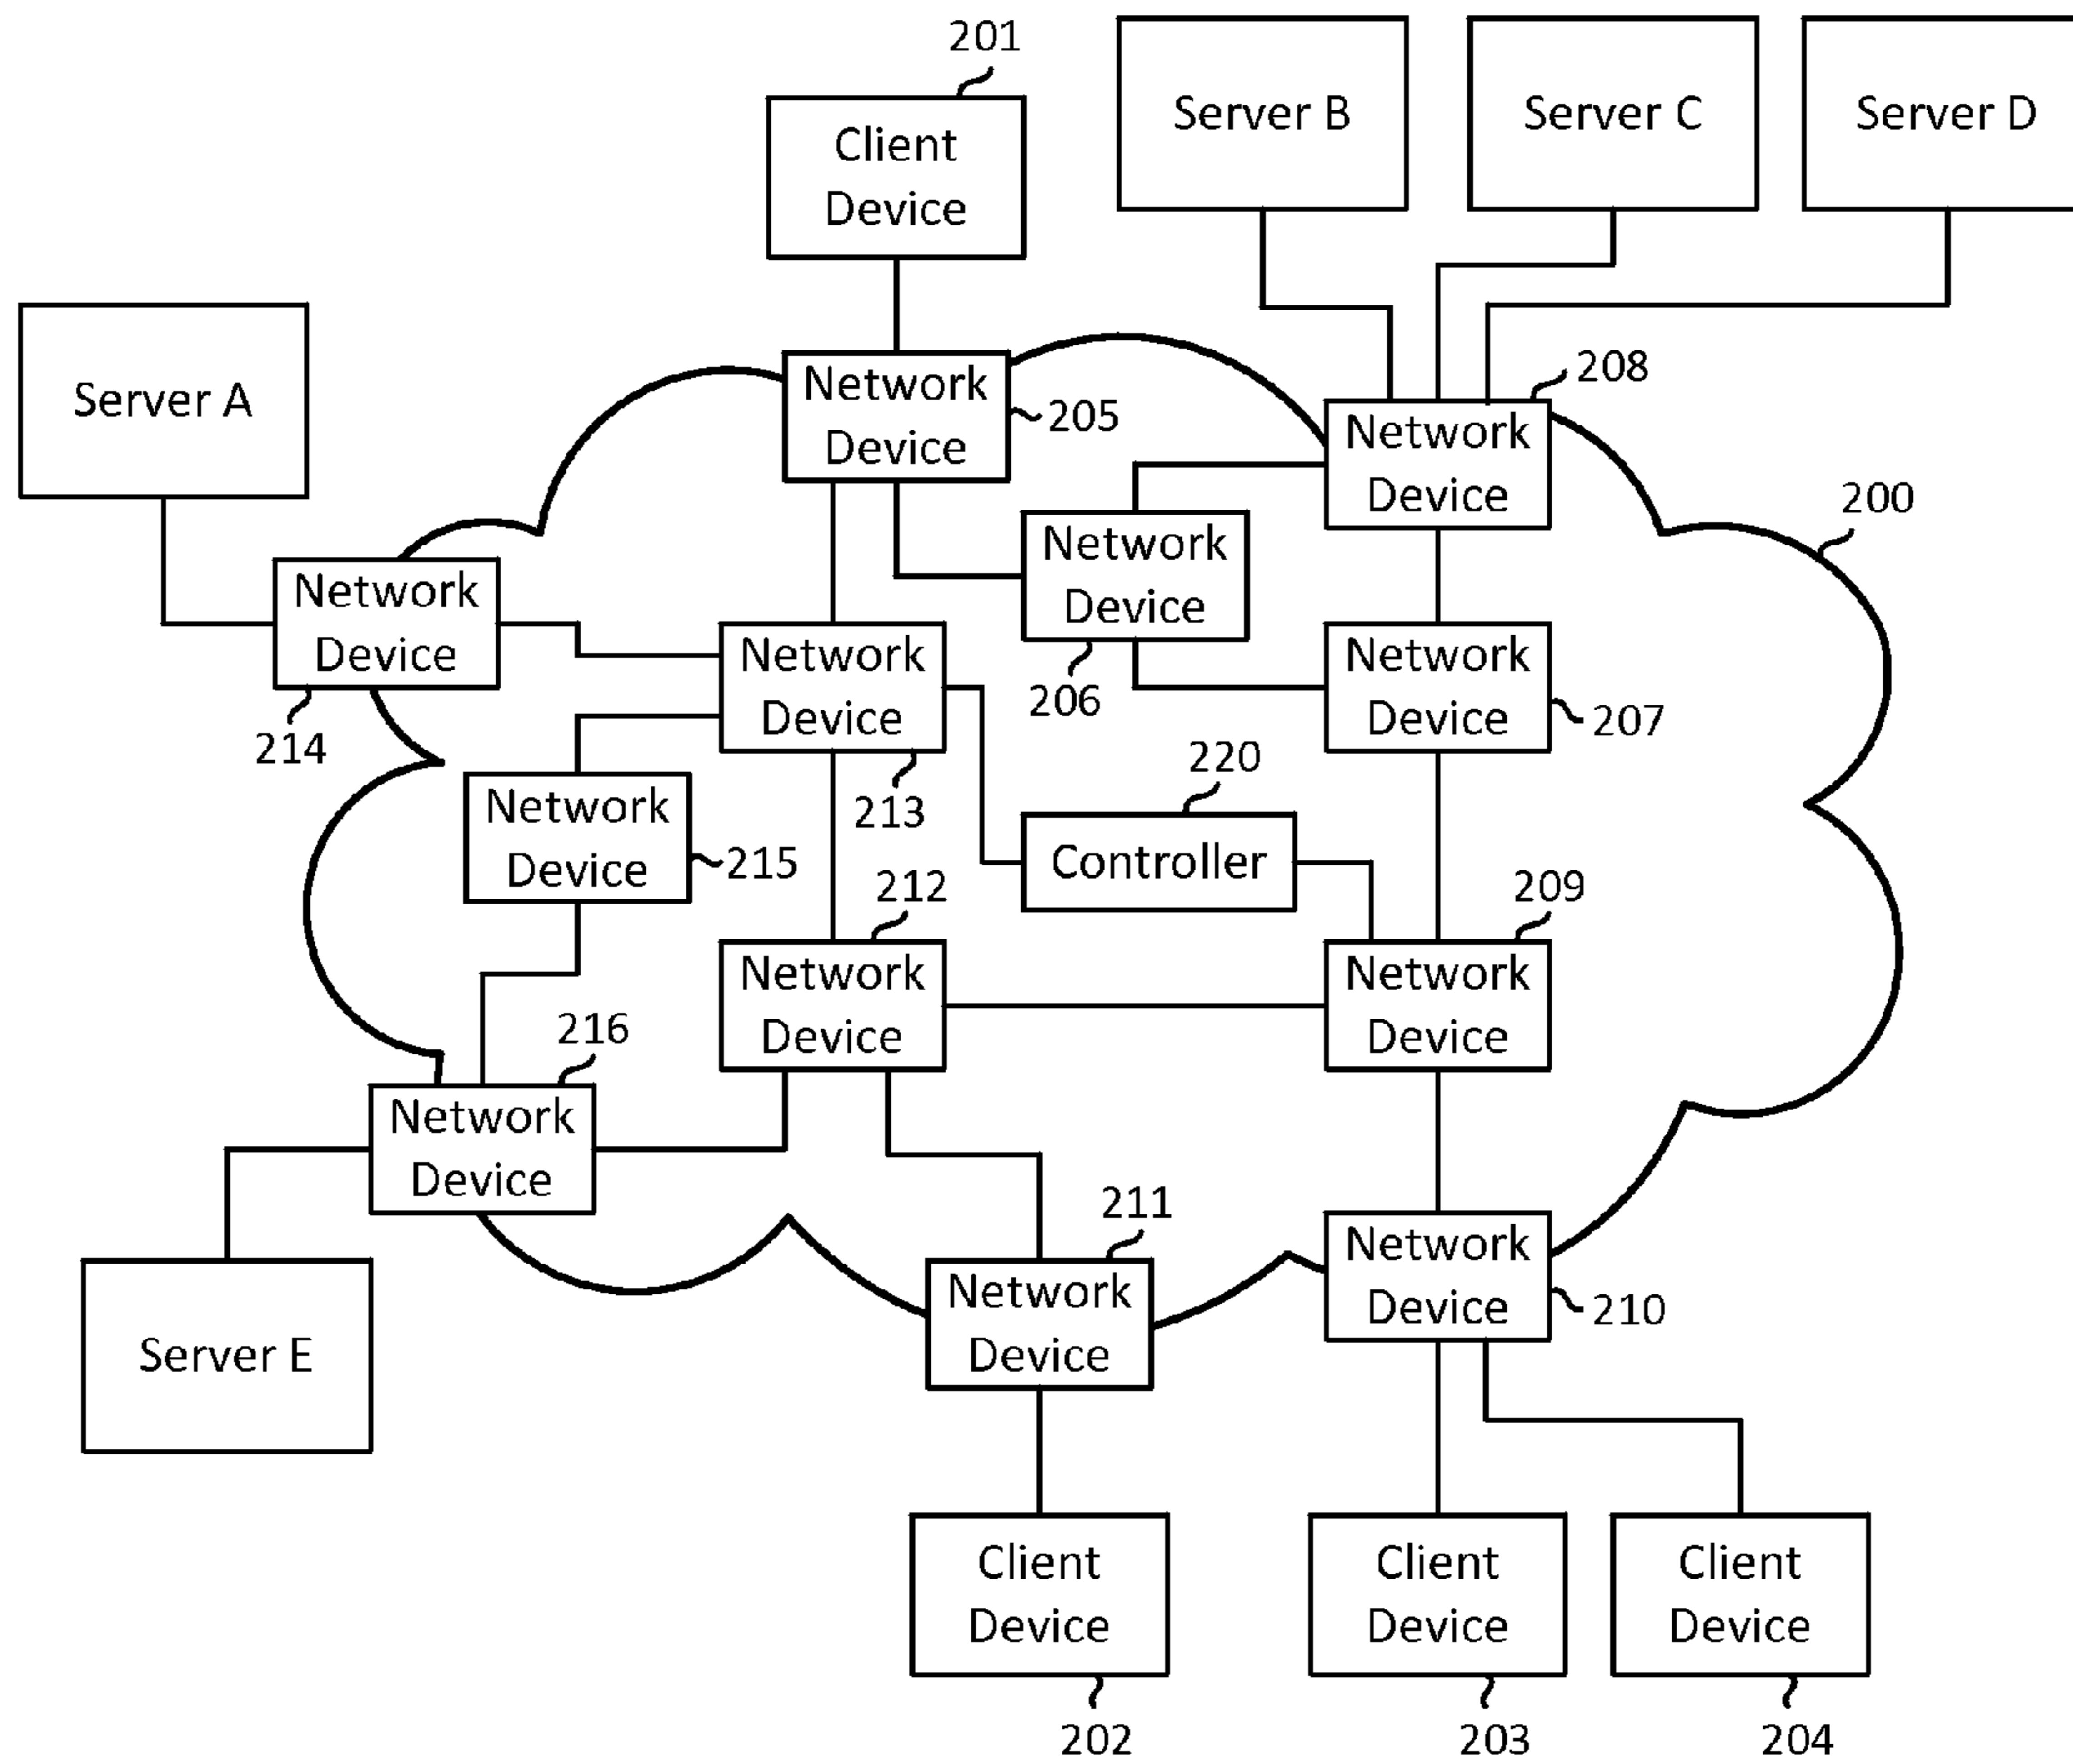 201
Client
Device
Server B
Server C
Server D
Server A
Network
Device
205
208
Network
Device
200
Network
Device
206
Network
Device
214
Network
Device
213
Network
Device
207
220
Controller
Network
Device
215
212
Network
Device
209
Network
Device
216
Network
Device
211
Network
Device
Network
Device
210
Server E
Client
Device
202
Client
Device
203
Client
Device
204